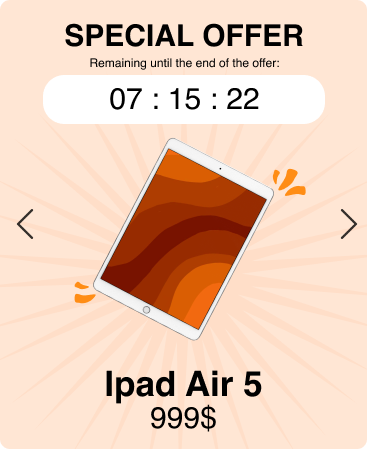 SPECIAL OFFER
Remaining until the end of the offer:
07 : 15 : 22
Ipad Air 5
999$